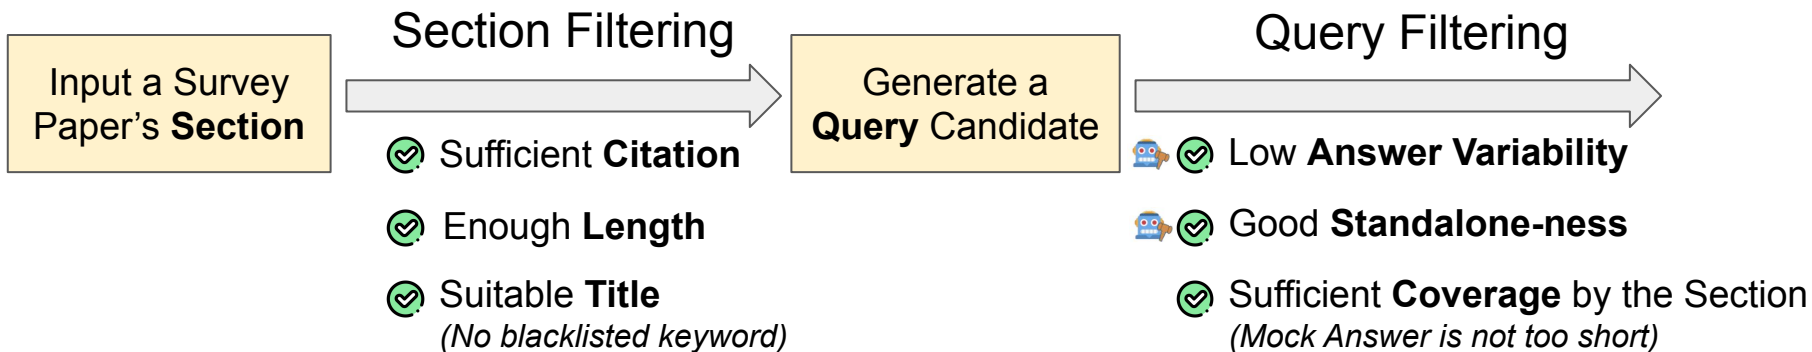 Input a Survey
Paper's Section
Section Filtering
Sufficient Citation
Enough Length
Suitable Title
(No blacklisted keyword)
Generate a
Query Candidate
Query Filtering
Low Answer Variability
Good Standalone-ness
Sufficient Coverage by the Section
(Mock Answer is not too short)